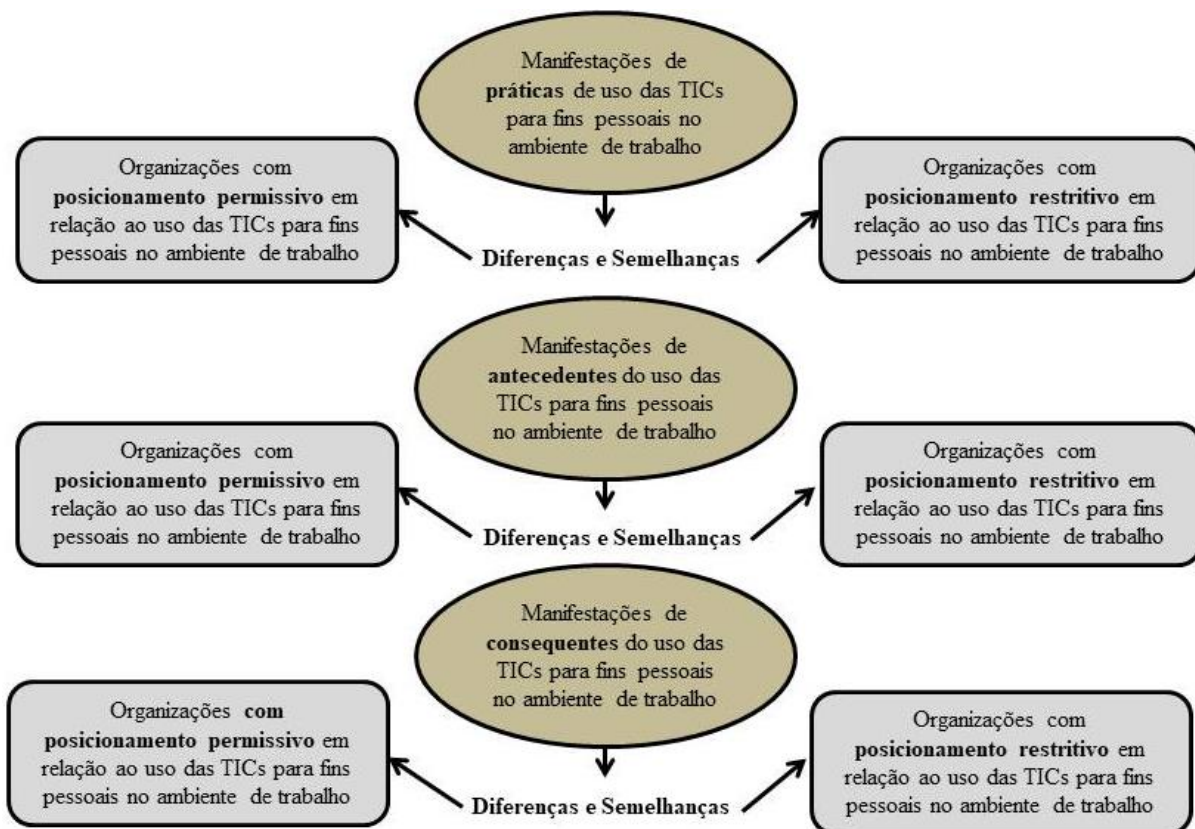 Manifestações de
práticas de uso das TICs
para fins pessoais no
ambiente de trabalho
Organizações com
posicionamento permissivo em
relação ao uso das TICs para fins
pessoais no ambiente de trabalho
Organizações com
posicionamento restritivo em
relação ao uso das TICs para fins
pessoais no ambiente de trabalho
Diferenças e Semelhanças
Manifestações de
antecedentes do uso das
TICs para fins pessoais
no ambiente de trabalho
Organizações com
posicionamento permissivo em
relação ao uso das TICs para fins
pessoais no ambiente de trabalho
Organizações com
posicionamento restritivo em
relação ao uso das TICs para fins
pessoais no ambiente de trabalho
Diferenças e Semelhanças
Manifestações de
consequentes do uso das
TICs para fins pessoais
no ambiente de trabalho
Organizações com
posicionamento permissivo em
relação ao uso das TICs para fins
pessoais no ambiente de trabalho
Organizações com
posicionamento restritivo em
relação ao uso das TICs para fins
pessoais no ambiente de trabalho
Diferenças e Semelhanças